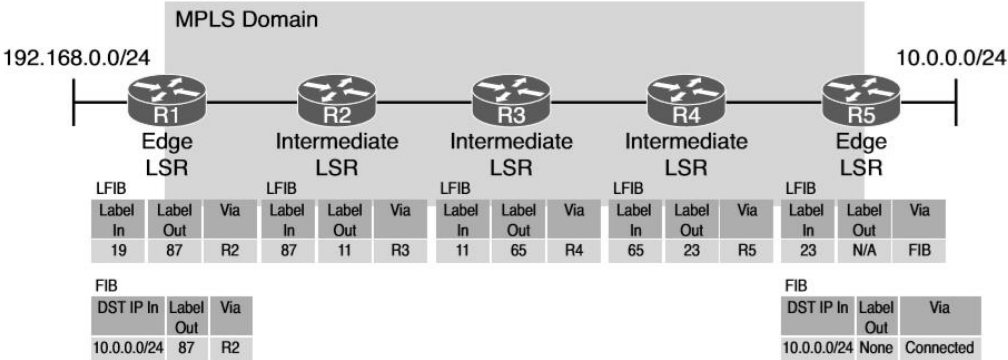 MPLS Domain
192.168.0.0/24 10.0.0.0/24
R1 R2 R3 R4 R5
Edge Intermediate Intermediate Intermediate Edge
LSR LSR LSR LSR LSR
LFIB LFIB LFIB LFIB LFIB
Label Label Via Label Label Via Label Label Via Label Label Via Label Label Via
In Out In Out In Out In Out In Out
19 87 R2 87 11 R3 11 65 R4 65 23 R5 23 N/A FIB
FIB FIB
DST IP In Label Via DST IP In Label Via
Out Out
10.0.0.0/24 87 R2 10.0.0.0/24 None Connected